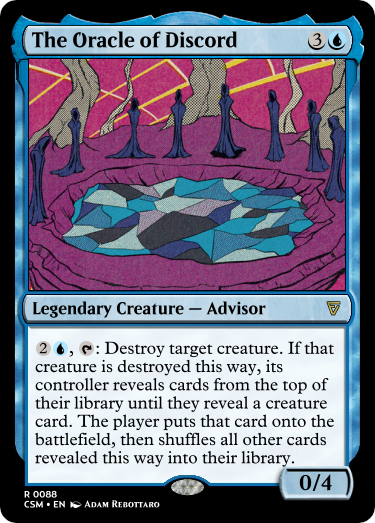 The Oracle of Discord 3
Legendary Creature — Advisor
2, : Destroy target creature. If that
creature is destroyed this way, its
controller reveals cards from the top of
their library until they reveal a creature
card. The player puts that card onto the
battlefield, then shuffles all other cards
revealed this way into their library.
0/4
R 0088
CSM • EN Adam Rebottaro